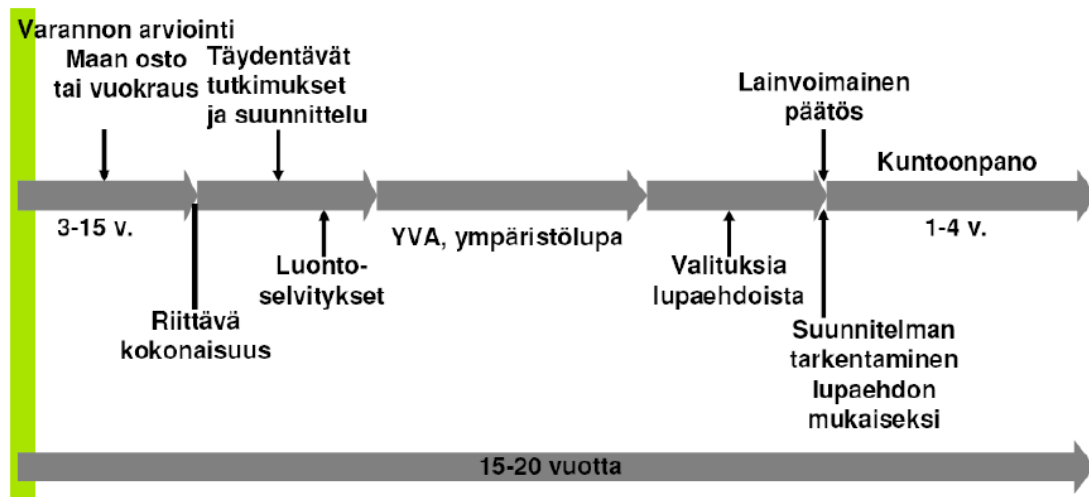 Varannon arviointi
Maan osto
tai vuokraus
Täydentävät
tutkimukset
ja suunnittelu
Lainvoimainen
päätös
Kuntoonpano
3-15 v.
YVA, ympäristölupa
1-4 v.
Luonto-
selvitykset
Valituksia
lupaehdoista
Riittävä
kokonaisuus
Suunnitelman
tarkentaminen
lupaehdon
mukaiseksi
15-20 vuotta